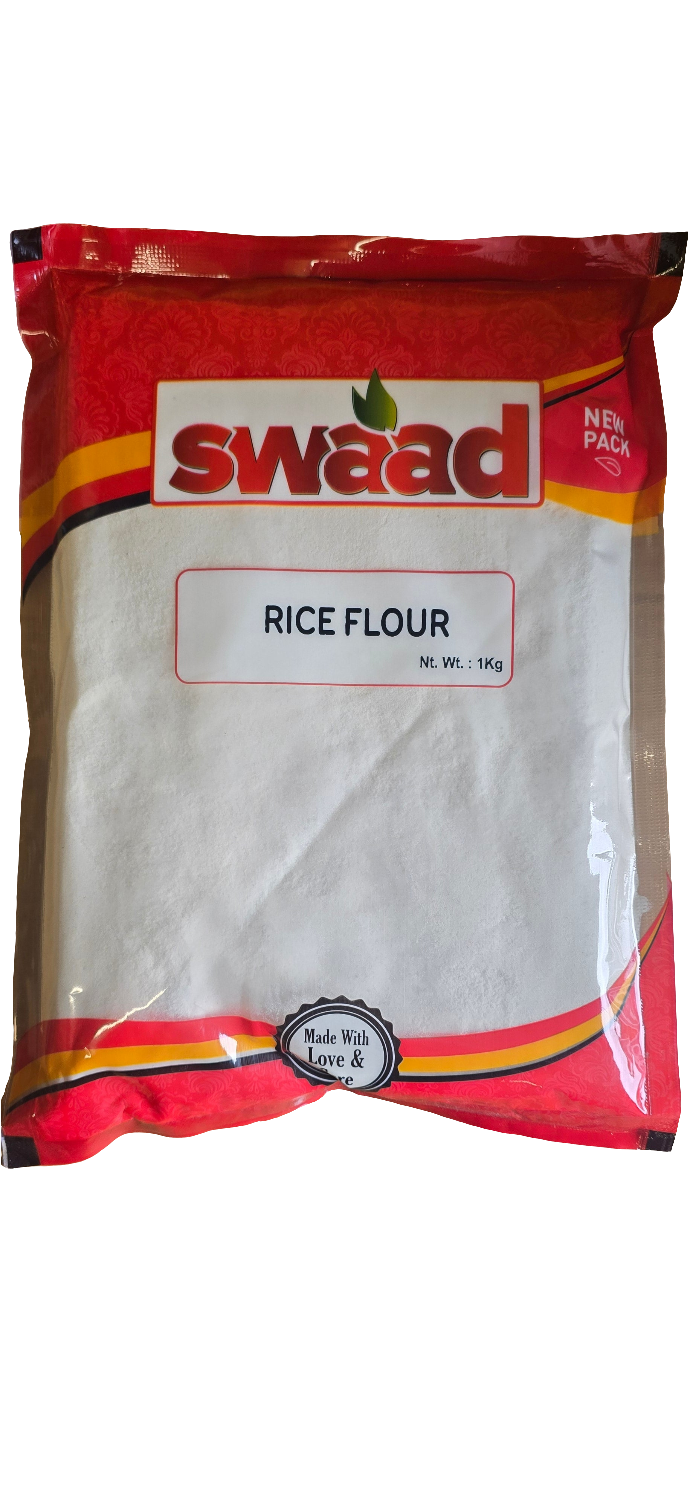 swaad
NEW
PACK
RICE FLOUR
Nt. Wt. : 1Kg
Made With
Love &